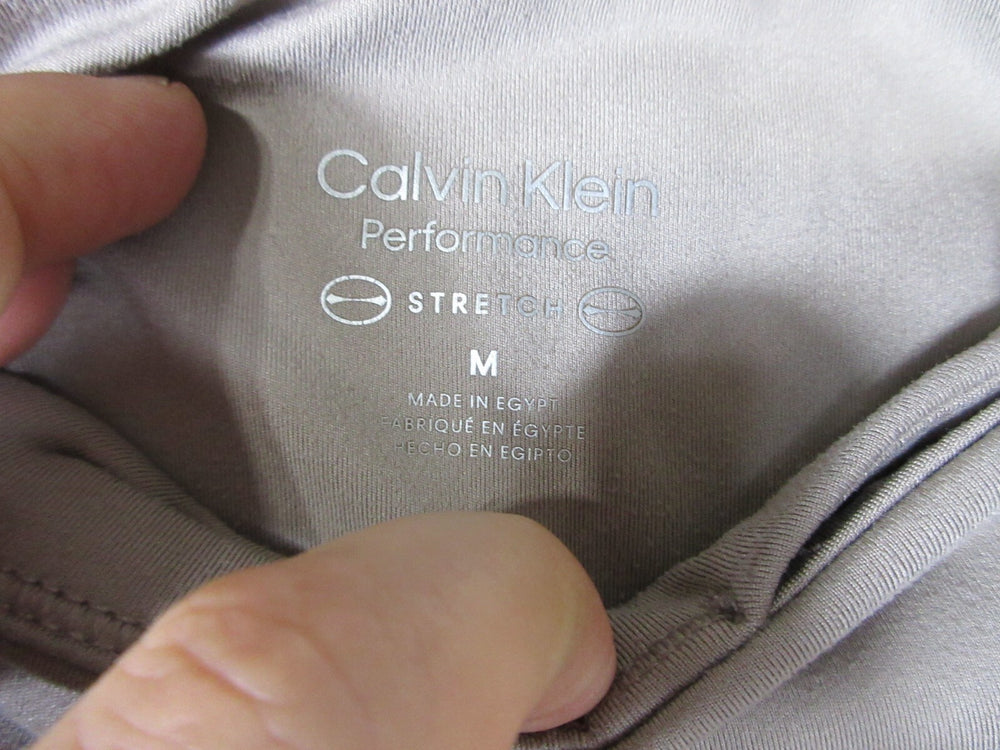 Calvin Klein
Performance
STRETCH
M
MADE IN EGYPT
FABRIQUÉ EN ÉGYPTE
HECHO EN EGIPTO